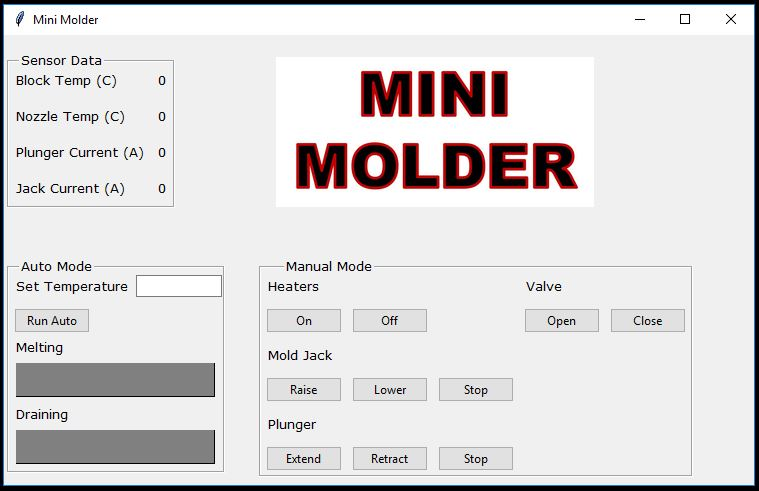 Mini Molder
Sensor Data
Block Temp (C) 0
Nozzle Temp (C) 0
Plunger Current (A) 0
Jack Current (A) 0
MINI
MOLDER
Auto Mode
Set Temperature
Run Auto
Melting
Draining
Manual Mode
Heaters
On Off
Valve
Open Close
Mold Jack
Raise Lower Stop
Plunger
Extend Retract Stop